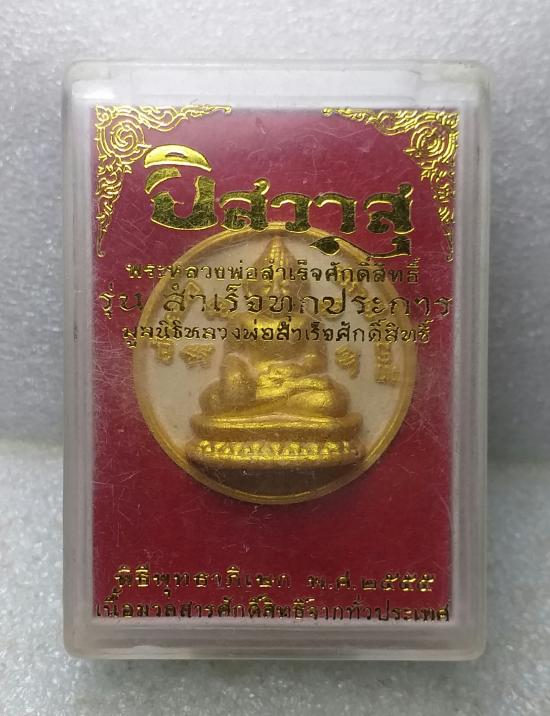 ปิสวาสุ
พระหลวงพ่อสำเร็จศักดิ์สิทธิ์
รุ่น สำเร็จทุกประการ
มูลนิธิหลวงพ่อสำเร็จศักดิ์สิทธิ์
พิธีพุทธาภิเษก พ.ศ.๒๕๕๕
เนื้อมวลสารศักดิ์สิทธิ์จากทั่วประเทศ